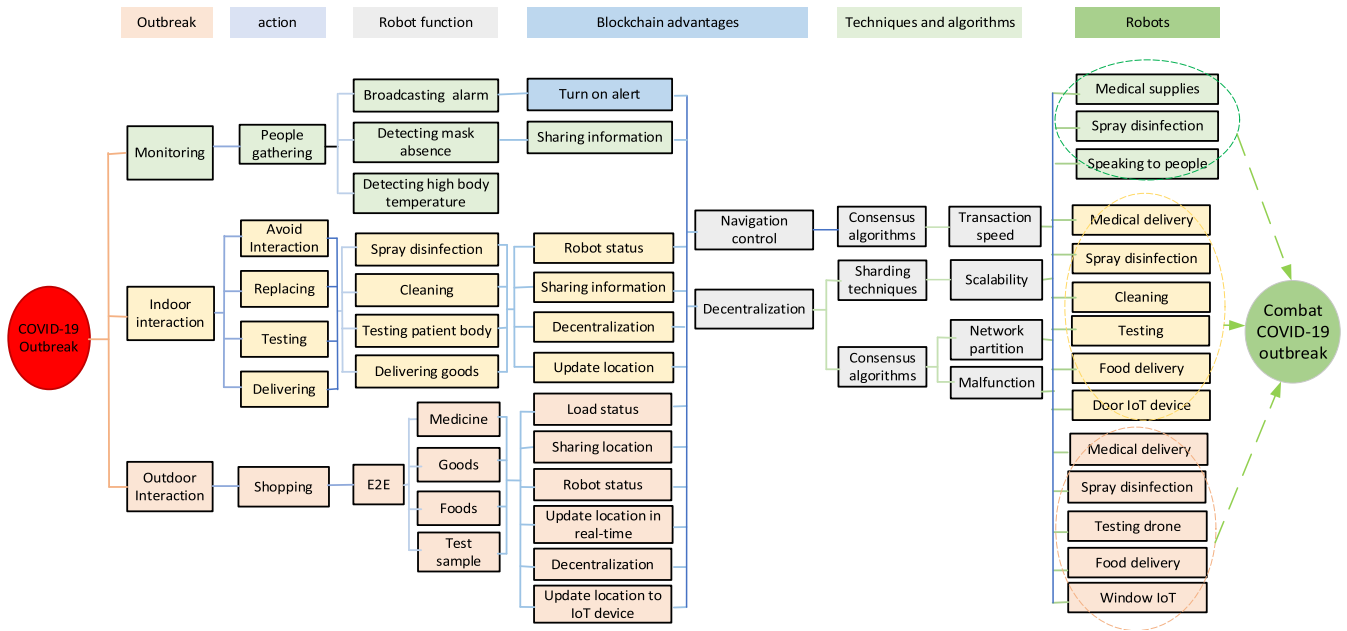 Outbreak
action
Robot function
Blockchain advantages
Techniques and algorithms
Robots
COVID-19
Outbreak
Monitoring
Indoor
interaction
Outdoor
Interaction
People
gathering
Avoid
Interaction
Replacing
Testing
Delivering
Shopping
Broadcasting alarm
Detecting mask
absence
Detecting high body
temperature
Spray disinfection
Cleaning
Testing patient body
Delivering goods
E2E
Medicine
Goods
Foods
Test
sample
Turn on alert
Sharing information
Robot status
Sharing information
Decentralization
Update location
Load status
Sharing location
Robot status
Update location in
real-time
Decentralization
Update location to
IoT device
Navigation
control
Decentralization
Consensus
algorithms
Sharding
techniques
Consensus
algorithms
Transaction
speed
Scalability
Network
partition
Malfunction
Medical supplies
Spray disinfection
Speaking to people
Medical delivery
Spray disinfection
Cleaning
Testing
Food delivery
Door IoT device
Medical delivery
Spray disinfection
Testing drone
Food delivery
Window IoT
Combat
COVID-19
outbreak